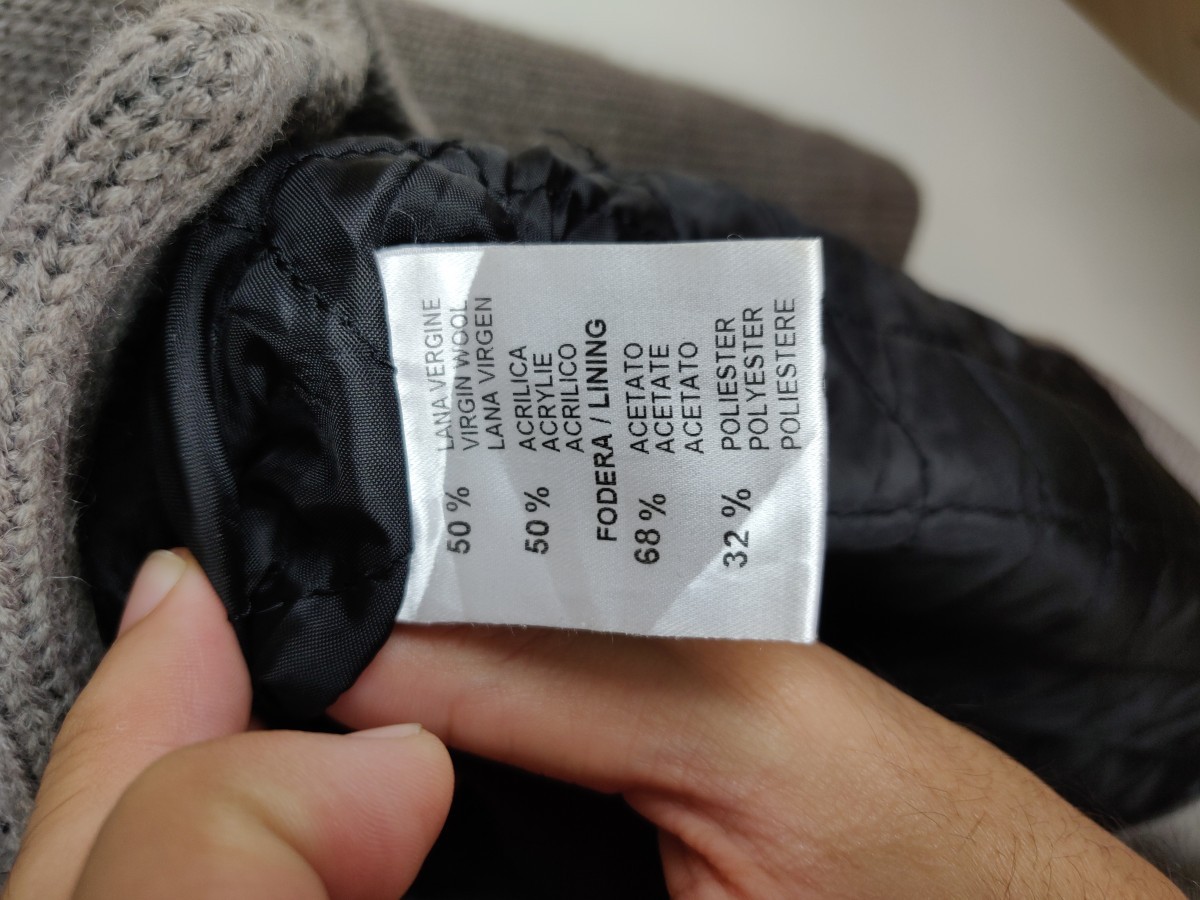 50 % LANA VERGINE
VIRGIN WOOL
LANA VIRGEN
50 % ACRILICA
ACRYLIE
ACRILICO
FODERA / LINING
68 % ACETATO
ACETATE
ACETATO
32 % POLIESTER
POLYESTER
POLIESTERE